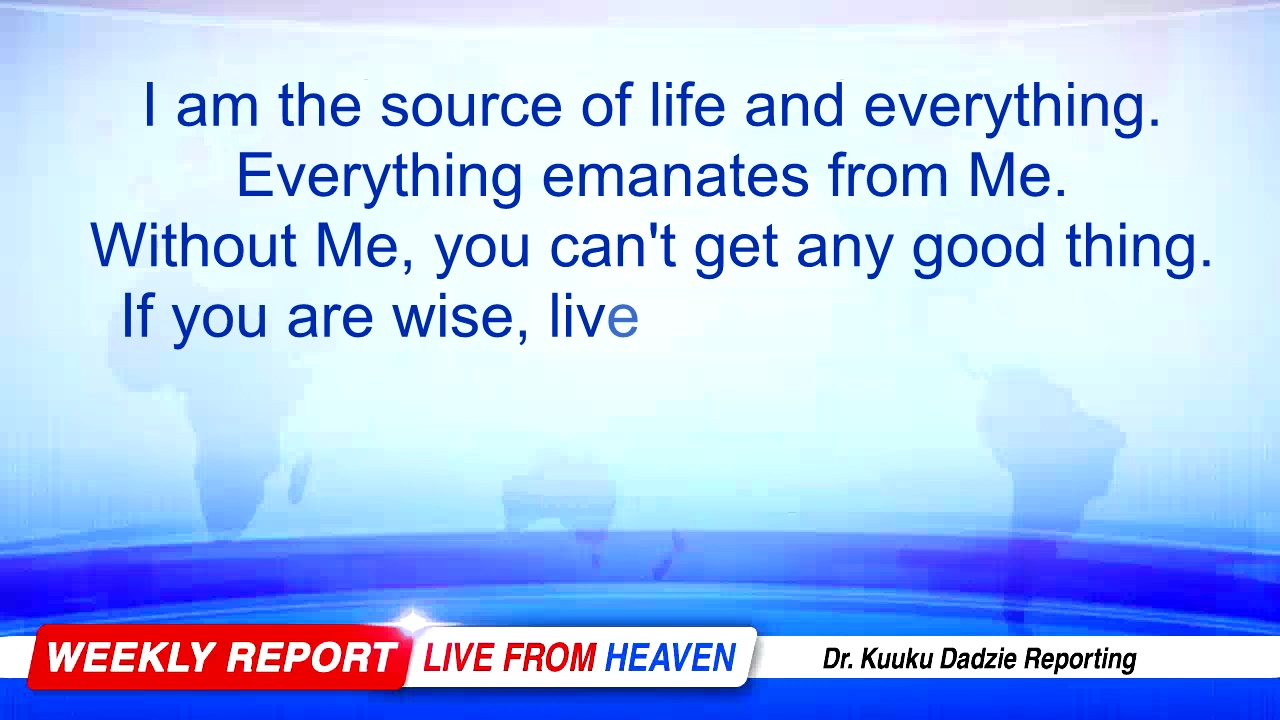 I am the source of life and everything.
Everything emanates from Me.
Without Me, you can't get any good thing.
If you are wise, live
WEEKLY REPORT LIVE FROM HEAVEN Dr. Kuuku Dadzie Reporting